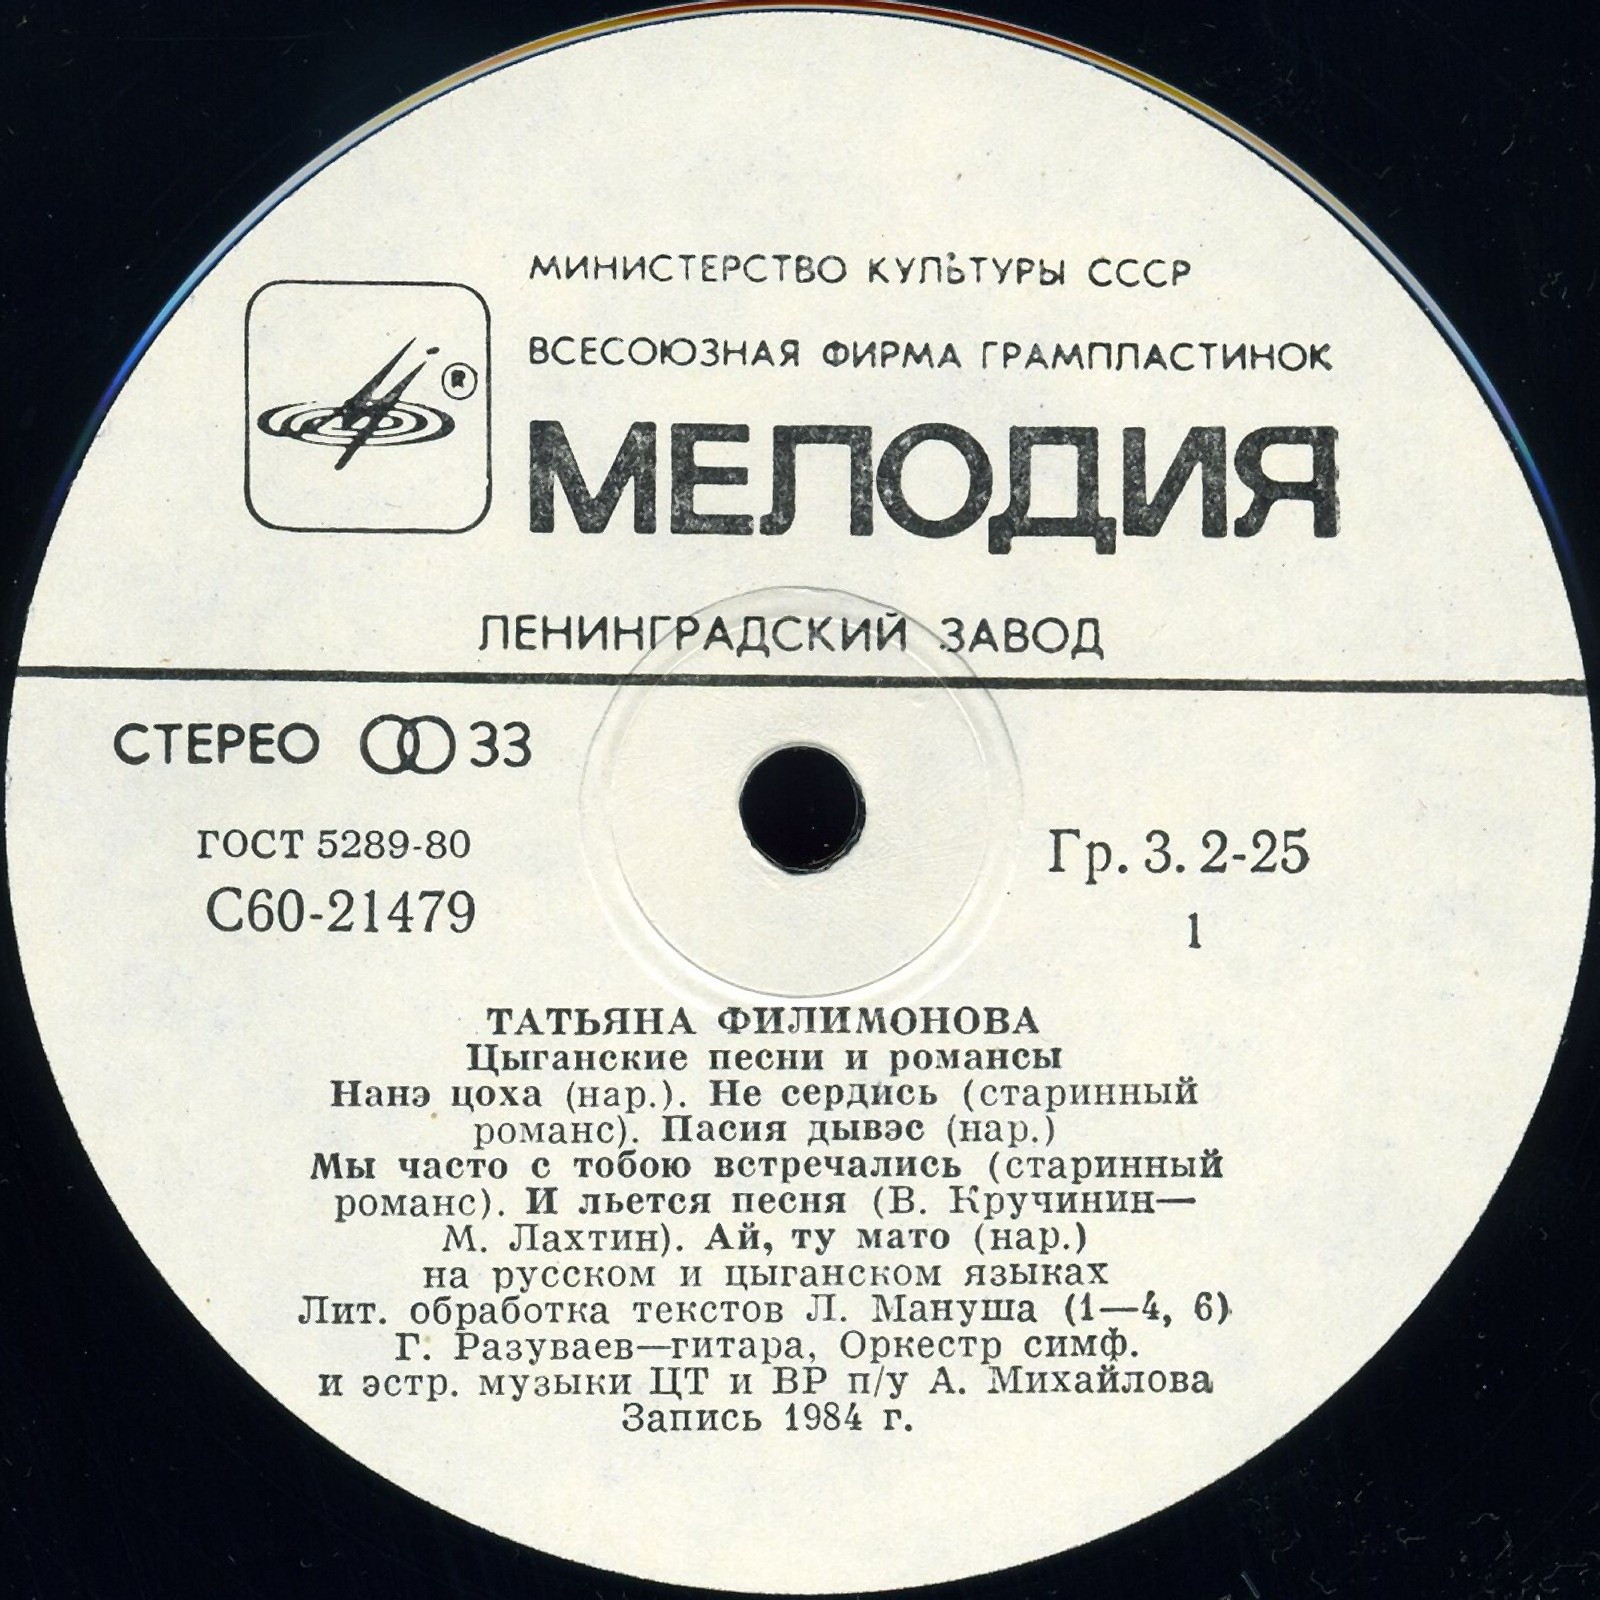 МИНИСТЕРСТВО КУЛЬТУРЫ СССР
ВСЕСОЮЗНАЯ ФИРМА ГРАМПЛАСТИНОК
®
МЕЛОДИЯ
ЛЕНИНГРАДСКИЙ ЗАВОД
СТЕРЕО 33
ГОСТ 5289-80
С60-21479
Гр. 3. 2-25
1
ТАТЬЯНА ФИЛИМОНОВА
Цыганские песни и романсы
Нанэ цоха (нар.). Не сердись (старинный
романс). Пасия дывэс (нар.)
Мы часто с тобою встречались (старинный
романс). И льется песня (В. Кручинин—
М. Лахтин). Ай, ту мато (нар.)
на русском и цыганском языках
Лит. обработка текстов Л. Мануша (1—4, 6)
Г. Разуваев—гитара, Оркестр симф.
и эстр. музыки ЦТ и ВР п/у А. Михайлова
Запись 1984 г.